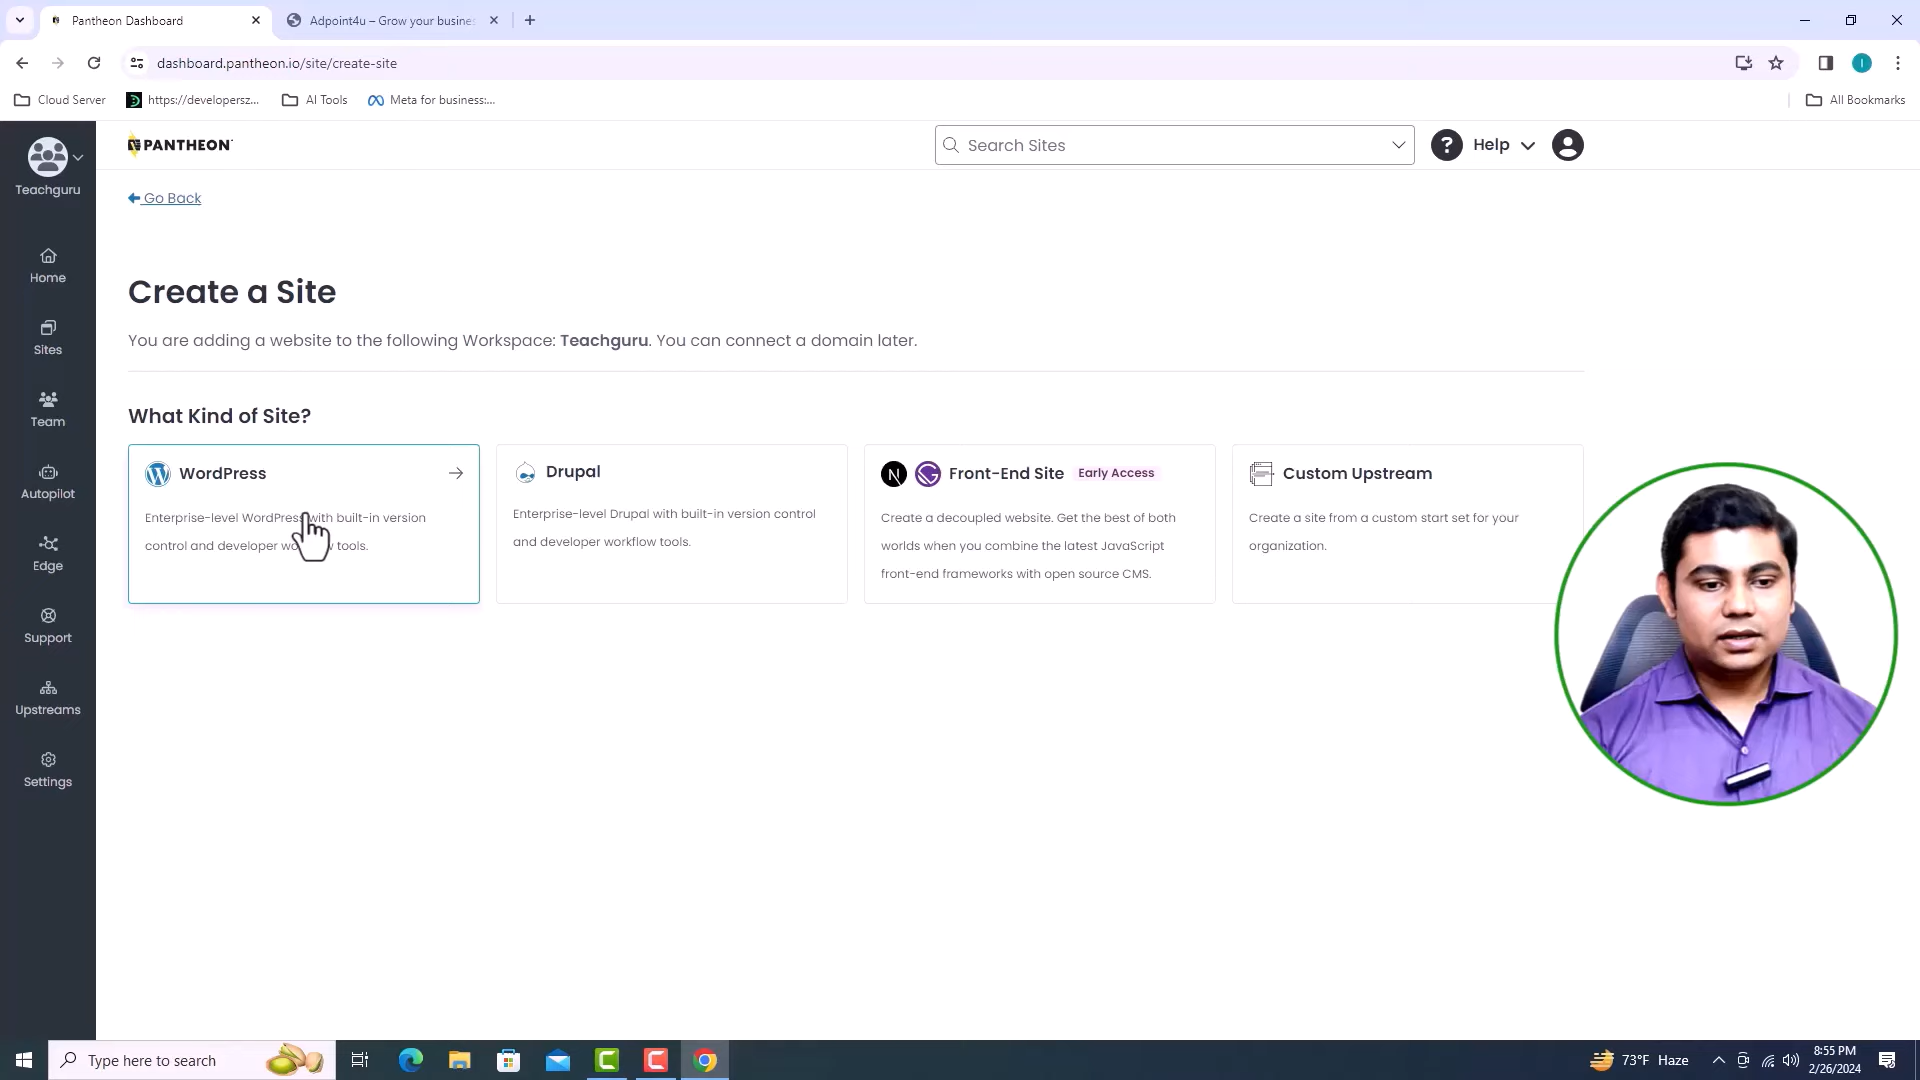 Pantheon Dashboard
Adpoint4u – Grow your busine
dashboard.pantheon.io/site/create-site
I
Cloud Server
https://developersz...
AI Tools
Meta for business:...
All Bookmarks
Teachguru
PANTHEON
Search Sites
? Help
Go Back
Home
Sites
Team
Autopilot
Edge
Support
Upstreams
Settings
Create a Site
You are adding a website to the following Workspace: Teachguru. You can connect a domain later.
What Kind of Site?
WordPress
Enterprise-level WordPress with built-in version
control and developer tools.
Drupal
Enterprise-level Drupal with built-in version control
and developer workflow tools.
N Front-End Site Early Access
Create a decoupled website. Get the best of both
worlds when you combine the latest JavaScript
front-end frameworks with open source CMS.
Custom Upstream
Create a site from a custom start set for your
organization.
Type here to search
73°F Haze
8:55 PM
2/26/2024